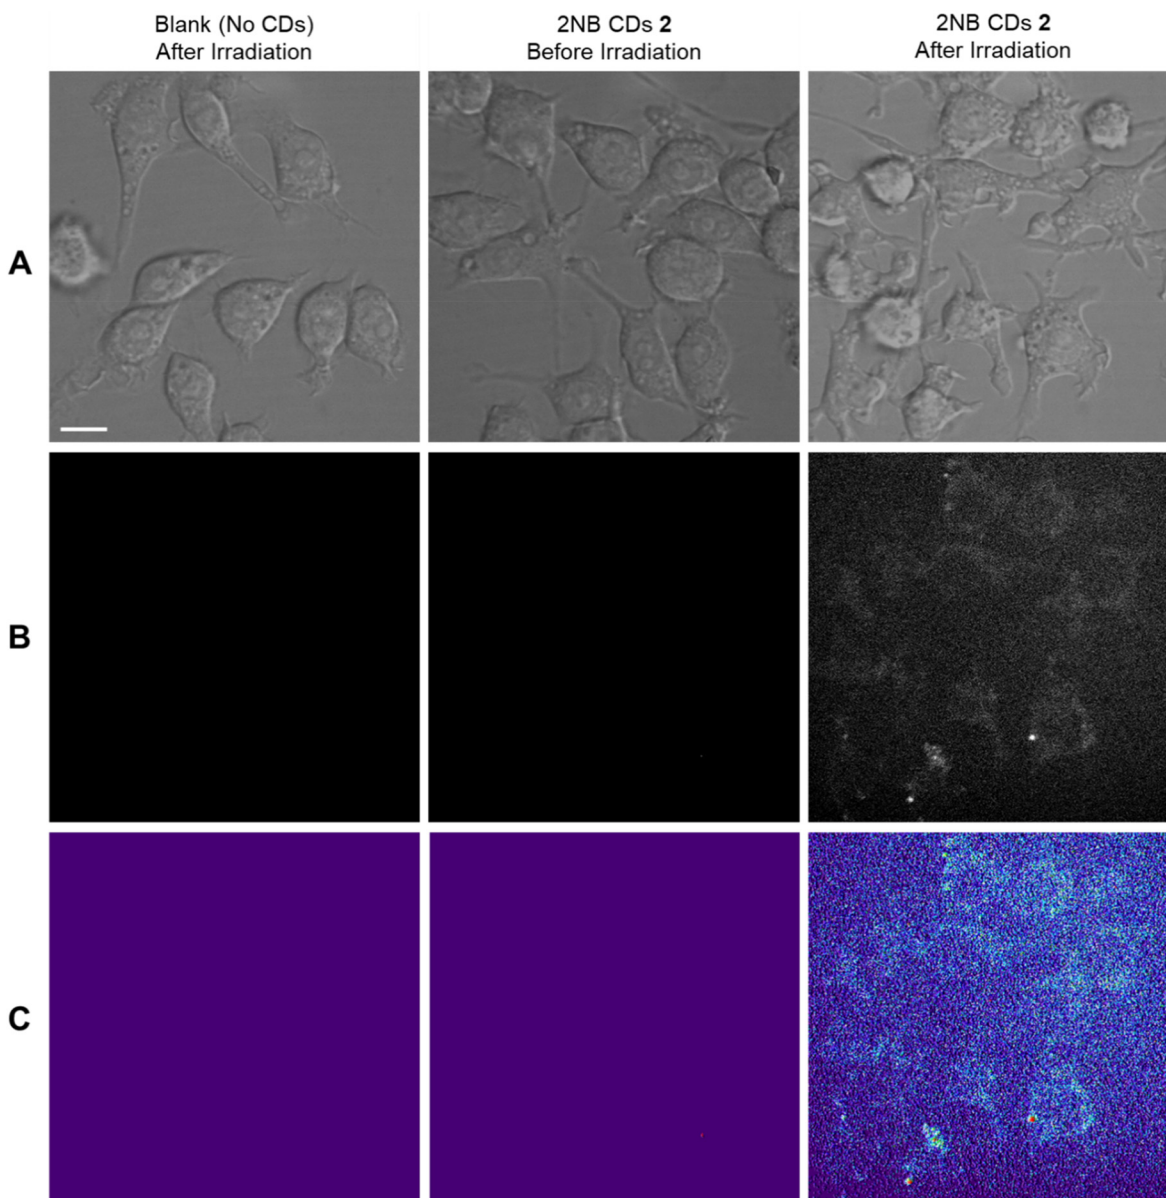 Blank (No CDs)
After Irradiation
2NB CDs 2
Before Irradiation
2NB CDs 2
After Irradiation
A
B
C